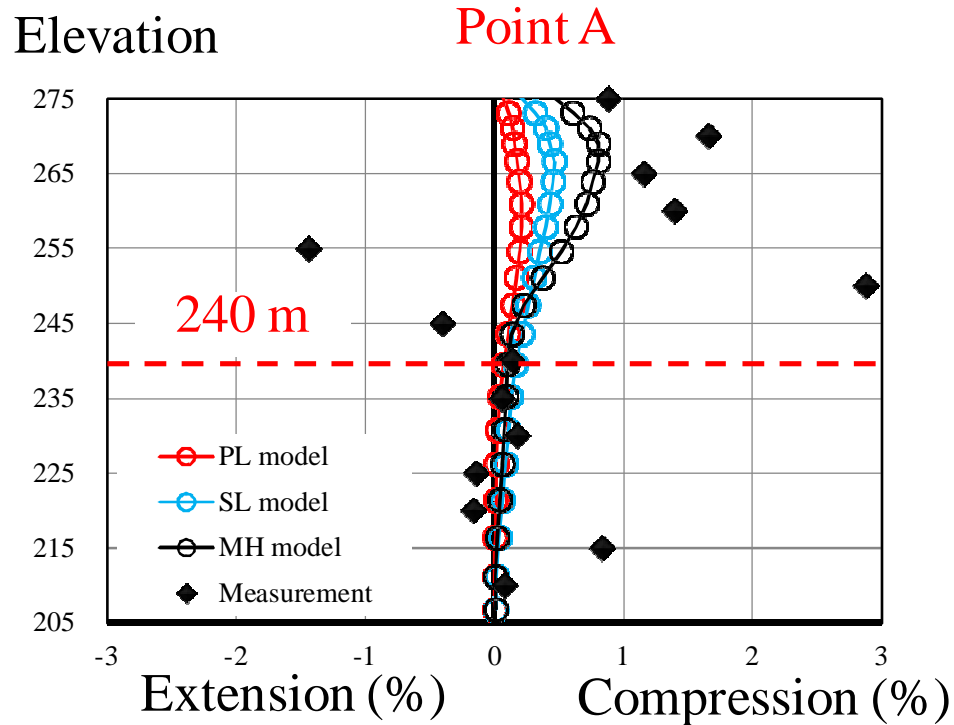 Elevation
Point A
275
265
255
245
235
225
215
205
240 m
PL model
SL model
MH model
Measurement
-3 -2 -1 0 1 2 3
Extension (%) Compression (%)